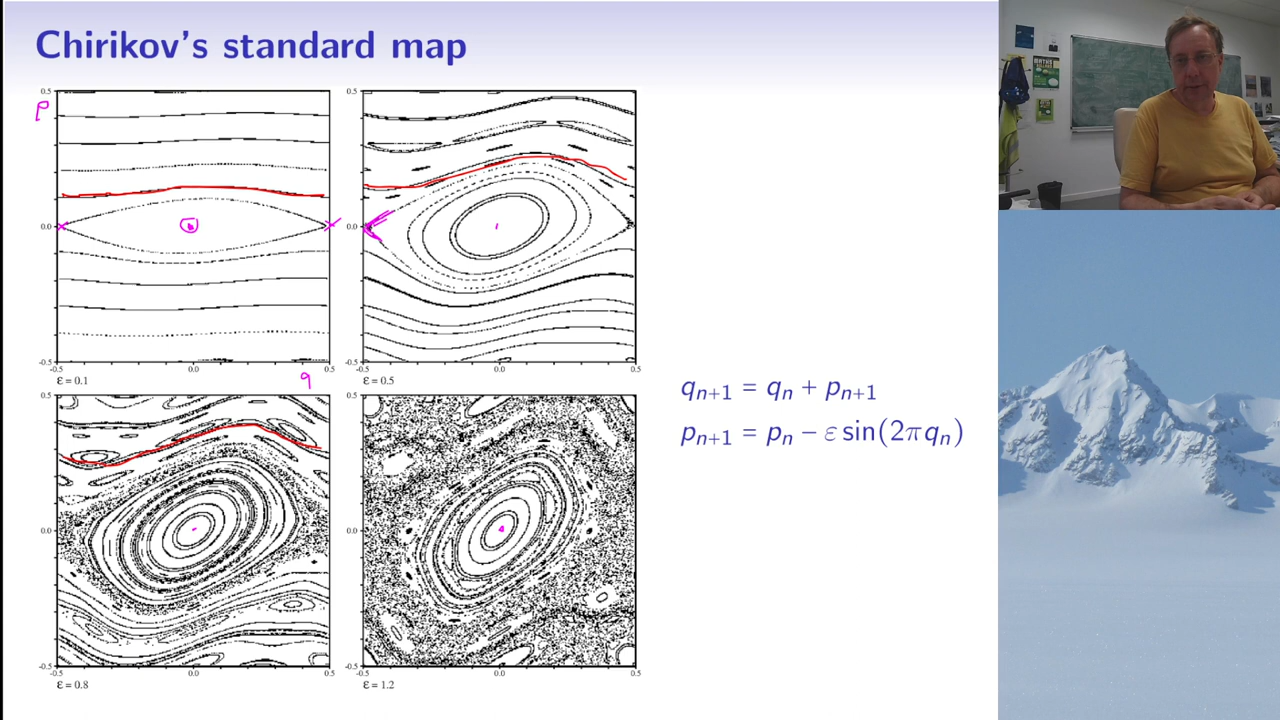 Chirikov's standard map
p
0.5
0.0
-0.5
-0.5 0.0 0.5
ε = 0.1
q
0.5
0.0
-0.5
-0.5 0.0 0.5
ε = 0.5
0.5
0.0
-0.5
-0.5 0.0 0.5
ε = 0.8
0.5
0.0
-0.5
-0.5 0.0 0.5
ε = 1.2
qₙ₊₁ = qₙ + pₙ₊₁
pₙ₊₁ = pₙ − ε sin(2πqₙ)